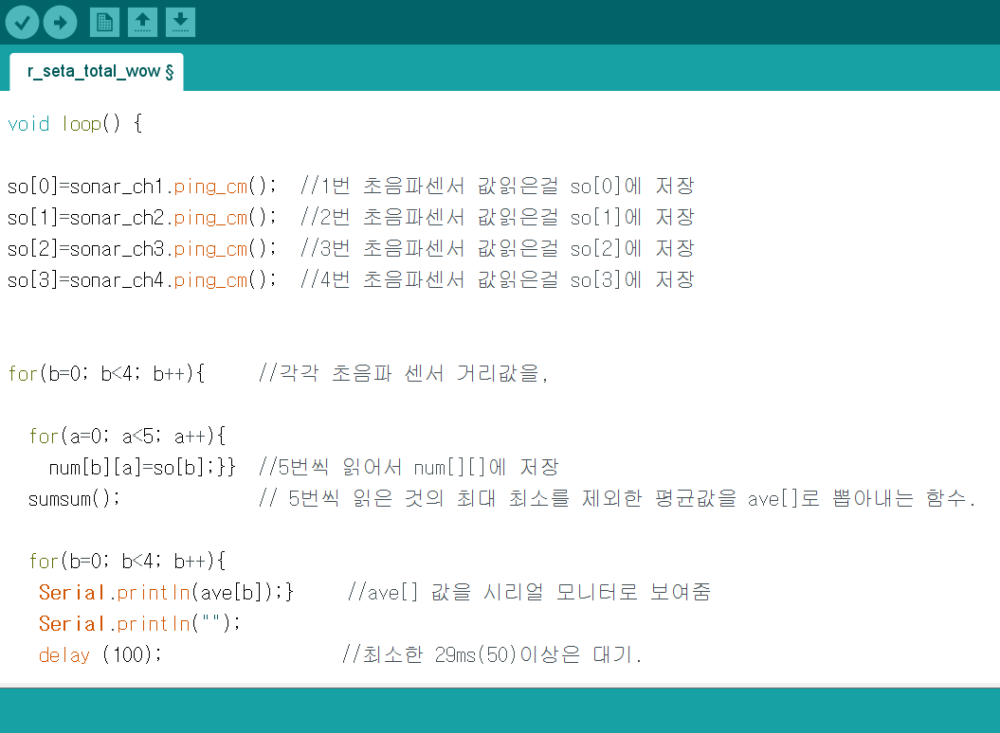 r_seta_total_wow §
void loop() {
so[0]=sonar_ch1.ping_cm(); //1번 초음파센서 값읽은걸 so[0]에 저장
so[1]=sonar_ch2.ping_cm(); //2번 초음파센서 값읽은걸 so[1]에 저장
so[2]=sonar_ch3.ping_cm(); //3번 초음파센서 값읽은걸 so[2]에 저장
so[3]=sonar_ch4.ping_cm(); //4번 초음파센서 값읽은걸 so[3]에 저장
for(b=0; b<4; b++){ //각각 초음파 센서 거리값을,
for(a=0; a<5; a++){
num[b][a]=so[b];}} //5번씩 읽어서 num[][]에 저장
sumsum(); // 5번씩 읽은 것의 최대 최소를 제외한 평균값을 ave[]로 뽑아내는 함수.
for(b=0; b<4; b++){
Serial.println(ave[b]);} //ave[] 값을 시리얼 모니터로 보여줌
Serial.println("");
delay (100); //최소한 29ms(50)이상은 대기.